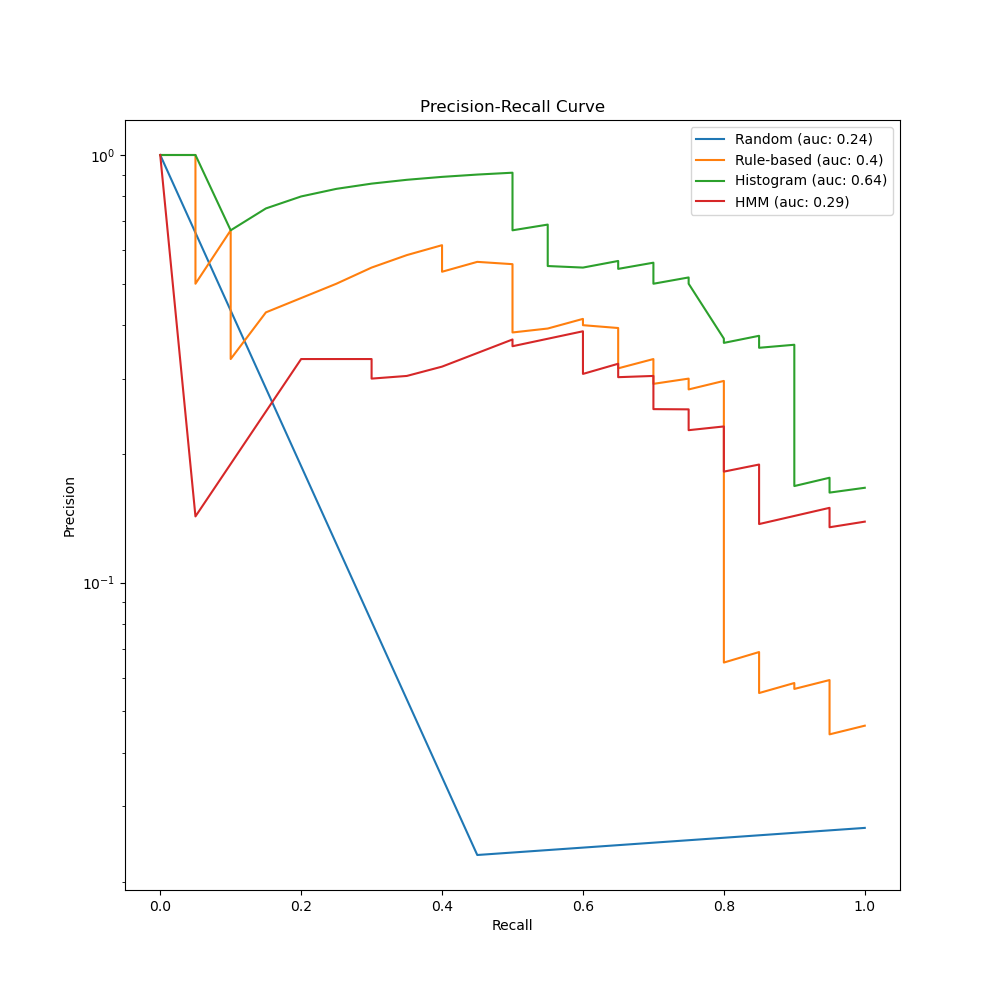 Precision-Recall Curve
Random (auc: 0.24)
Rule-based (auc: 0.4)
Histogram (auc: 0.64)
HMM (auc: 0.29)
10⁰
10⁻¹
Precision
0.0 0.2 0.4 0.6 0.8 1.0
Recall